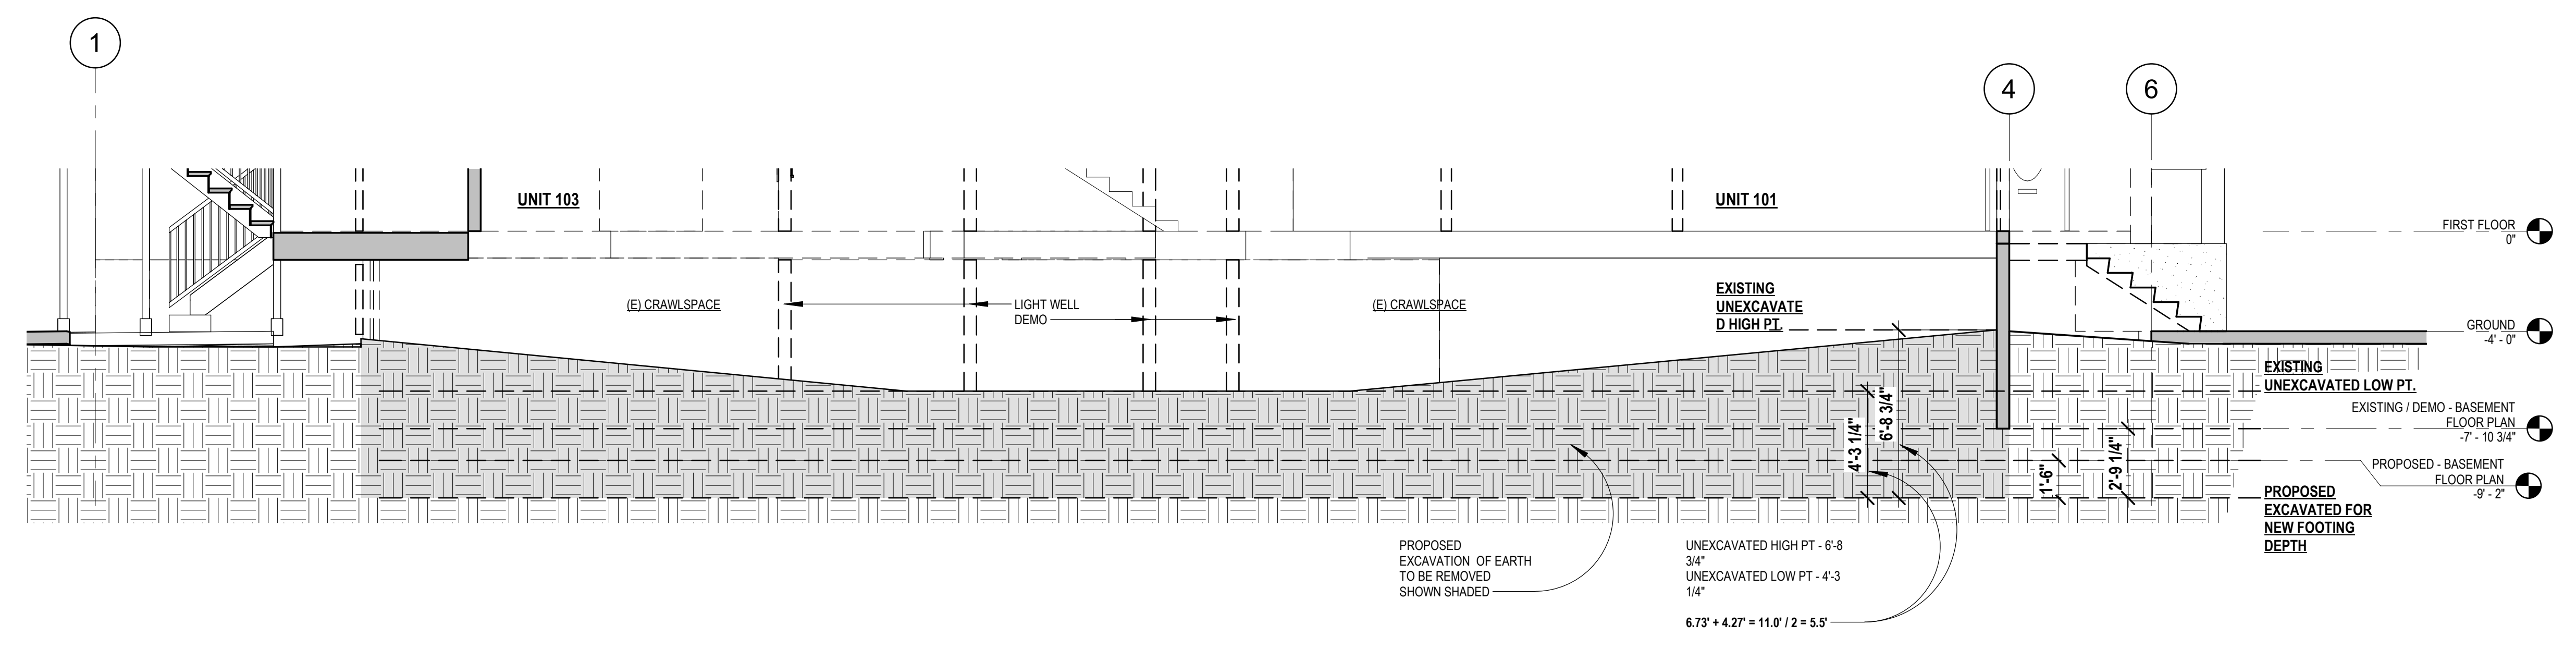 1
4
6
UNIT 103
UNIT 101
FIRST FLOOR
0"
(E) CRAWLSPACE
LIGHT WELL
DEMO
(E) CRAWLSPACE
EXISTING
UNEXCAVATE
D HIGH PT.
GROUND
-4' - 0"
EXISTING
UNEXCAVATED LOW PT.
EXISTING / DEMO - BASEMENT
FLOOR PLAN
-7' - 10 3/4"
4'-3 1/4"
6'-8 3/4"
1'-6"
2'-9 1/4"
PROPOSED - BASEMENT
FLOOR PLAN
-9' - 2"
PROPOSED
EXCAVATED FOR
NEW FOOTING
DEPTH
PROPOSED
EXCAVATION OF EARTH
TO BE REMOVED
SHOWN SHADED
UNEXCAVATED HIGH PT - 6'-8
3/4"
UNEXCAVATED LOW PT - 4'-3
1/4"
6.73' + 4.27' = 11.0' / 2 = 5.5'